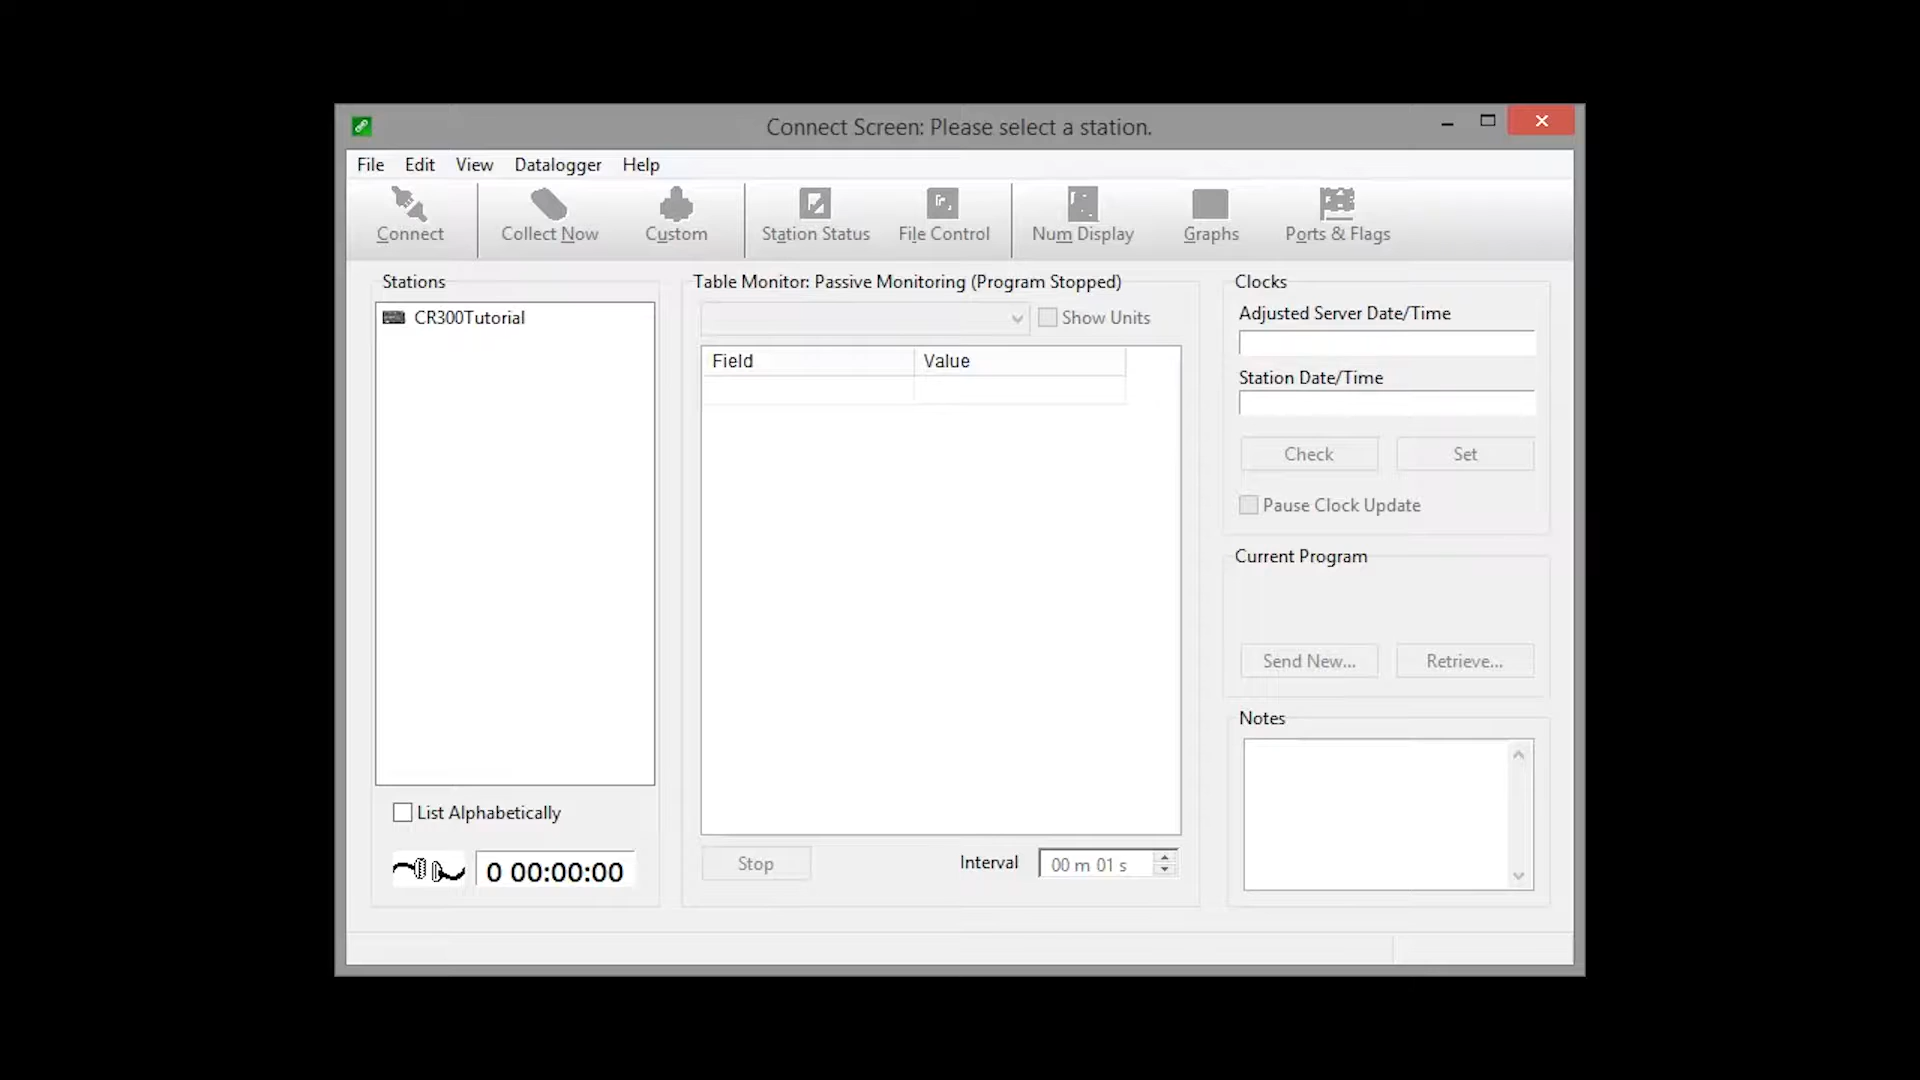 Connect Screen: Please select a station.
File Edit View Datalogger Help
Connect Collect Now Custom Station Status File Control Num Display Graphs Ports & Flags
Stations
CR300Tutorial
List Alphabetically
0 00:00:00
Table Monitor: Passive Monitoring (Program Stopped)
Show Units
Field Value
Stop Interval 00 m 01 s
Clocks
Adjusted Server Date/Time
Station Date/Time
Check Set
Pause Clock Update
Current Program
Send New... Retrieve...
Notes